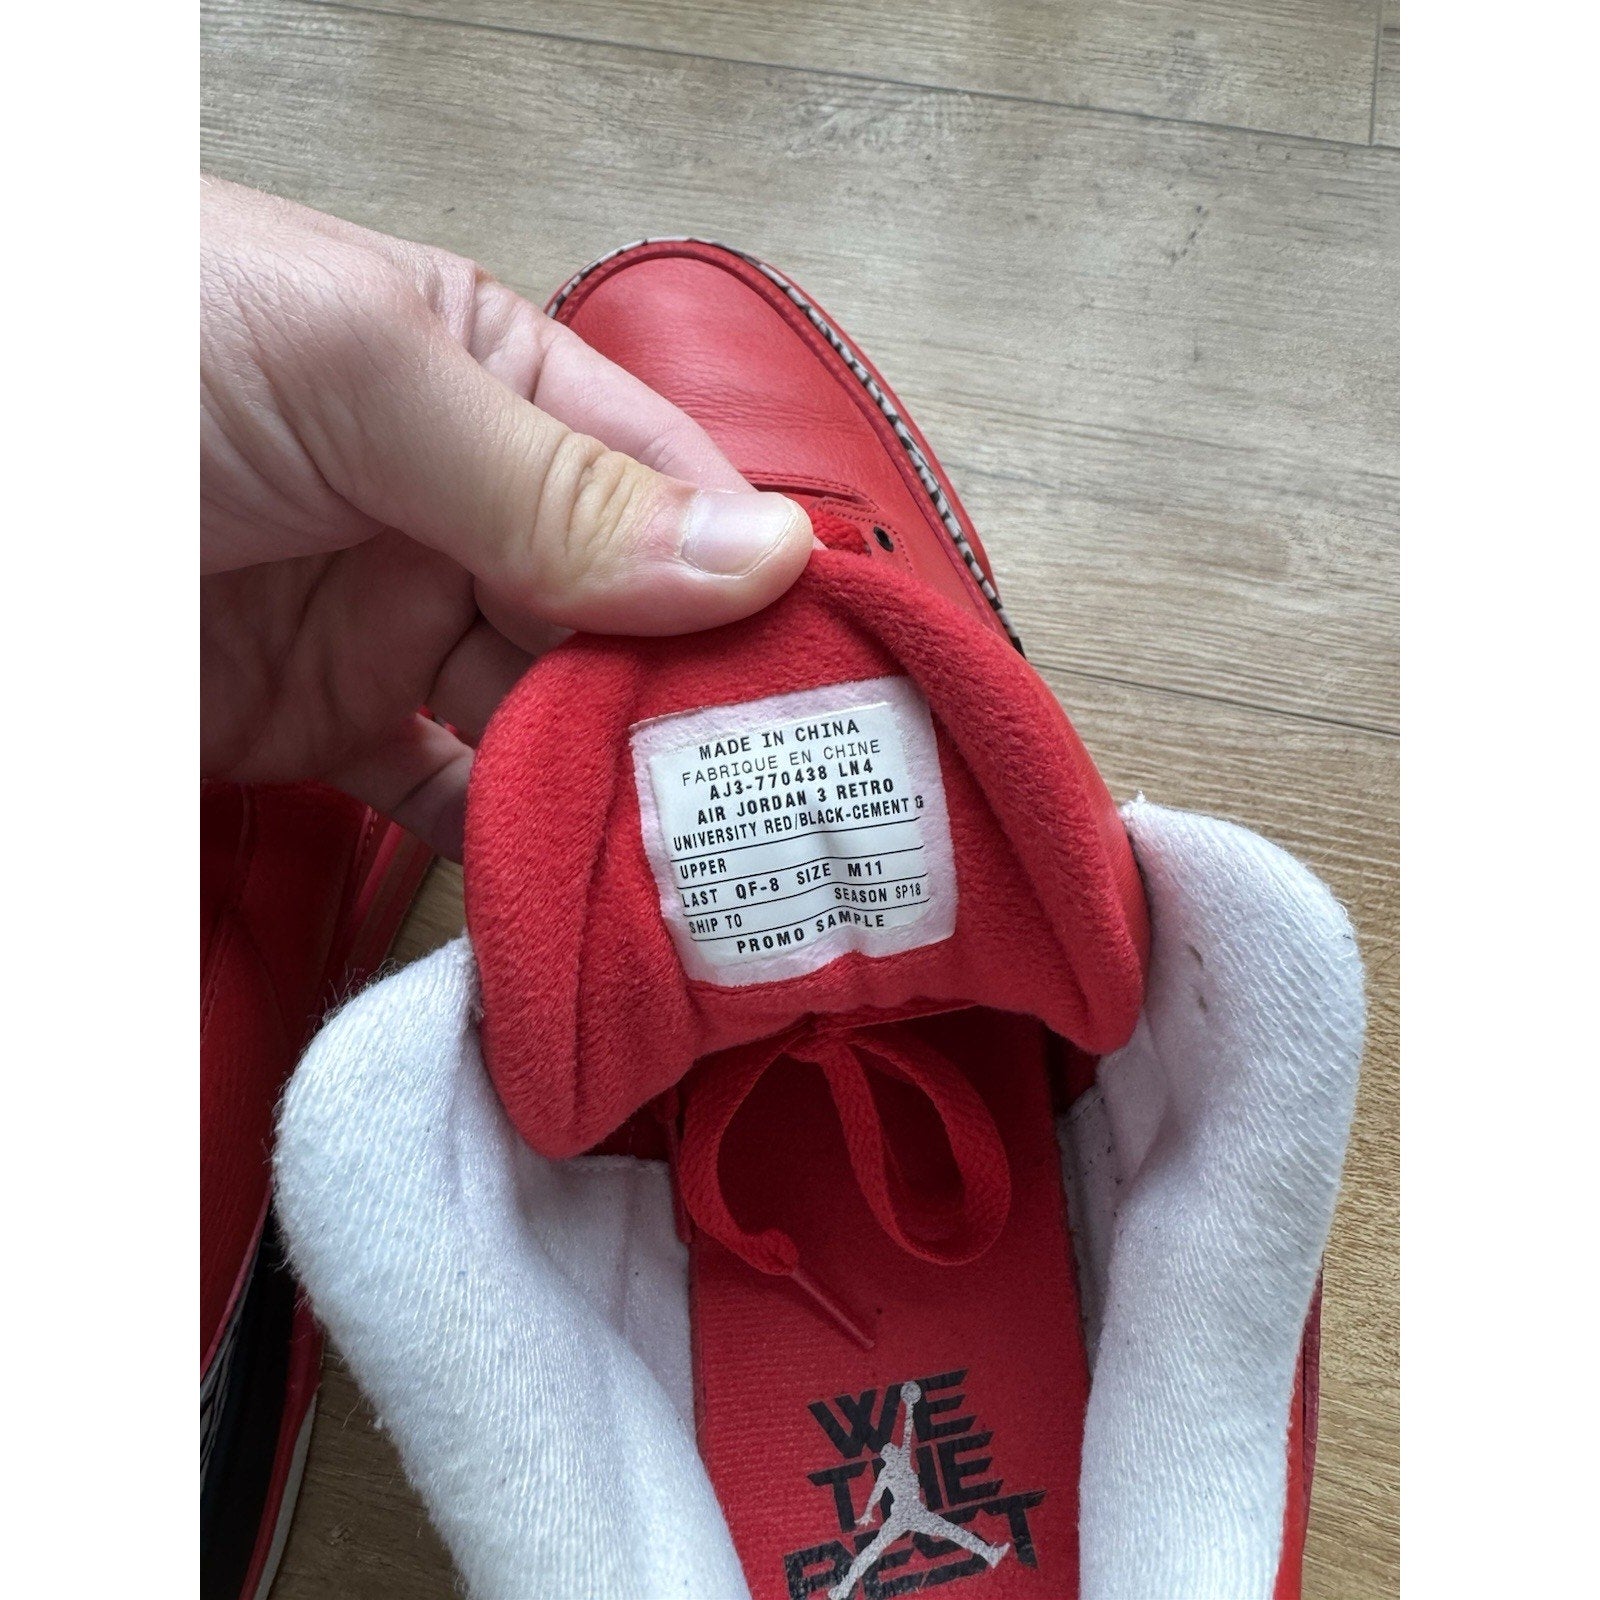 MADE IN CHINA
FABRIQUE EN CHINE
AJ3-770438 LN4
AIR JORDAN 3 RETRO
UNIVERSITY RED/BLACK-CEMENT G
UPPER
LAST QF-8 SIZE M11
SHIP TO SEASON SP18
PROMO SAMPLE
WE
THE
BEST